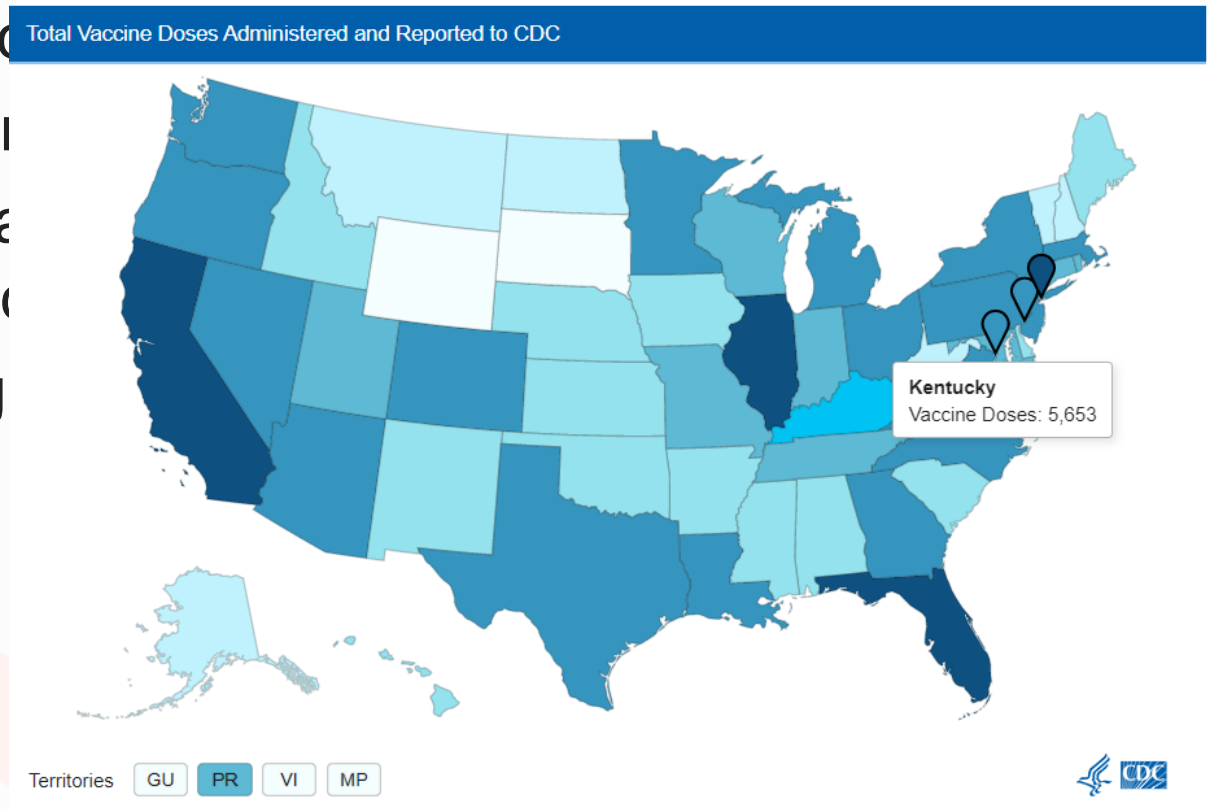 Total Vaccine Doses Administered and Reported to CDC
Kentucky
Vaccine Doses: 5,653
Territories
GU
PR
VI
MP
CDC